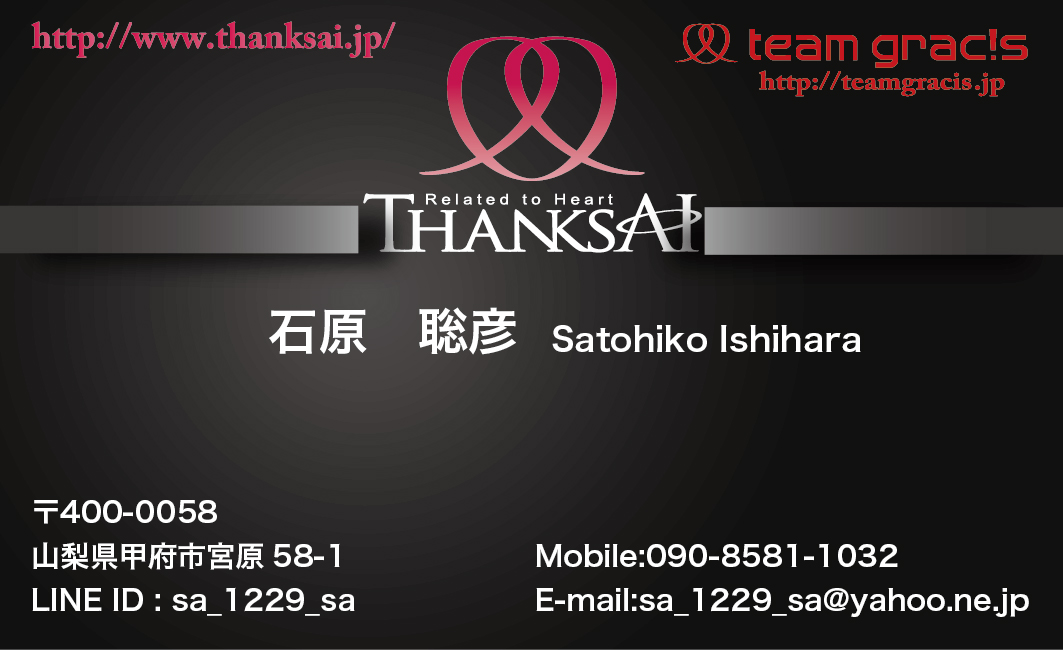 http://www.thanksai.jp/
team grac!s
http://teamgracis.jp
Related to Heart
THANKSAI
石原　聡彦 Satohiko Ishihara
〒400-0058
山梨県甲府市宮原 58-1
LINE ID : sa_1229_sa
Mobile:090-8581-1032
E-mail:sa_1229_sa@yahoo.ne.jp